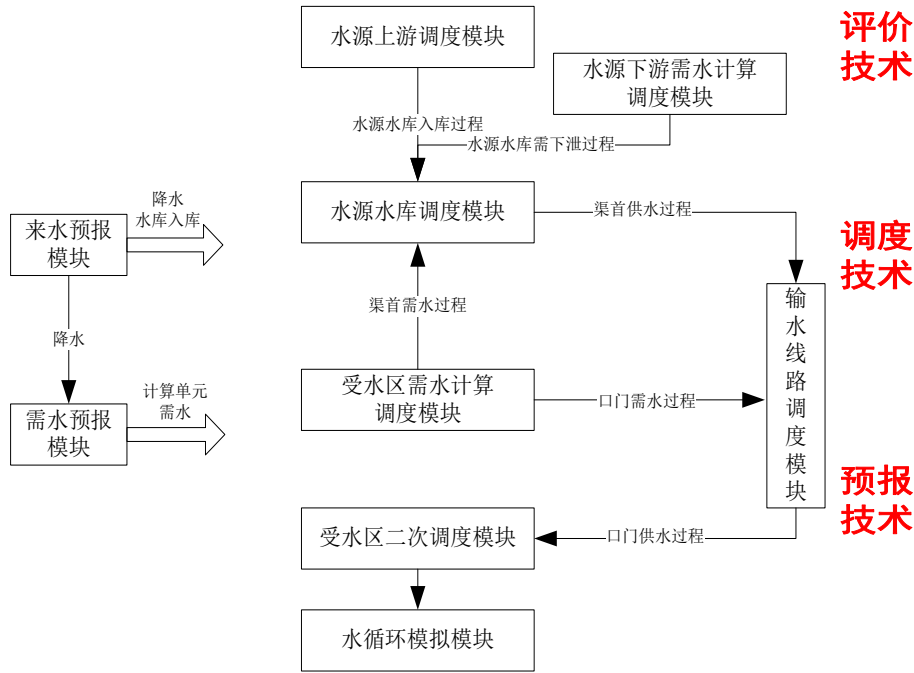 水源上游调度模块
评价
技术
水源下游需水计算
调度模块
水源水库入库过程
水源水库需下泄过程
降水
水库入库
来水预报
模块
水源水库调度模块
渠首供水过程
调度
技术
渠首需水过程
输
水
线
路
调
度
模
块
降水
计算单元
需水
受水区需水计算
调度模块
口门需水过程
需水预报
模块
预报
技术
受水区二次调度模块
口门供水过程
水循环模拟模块